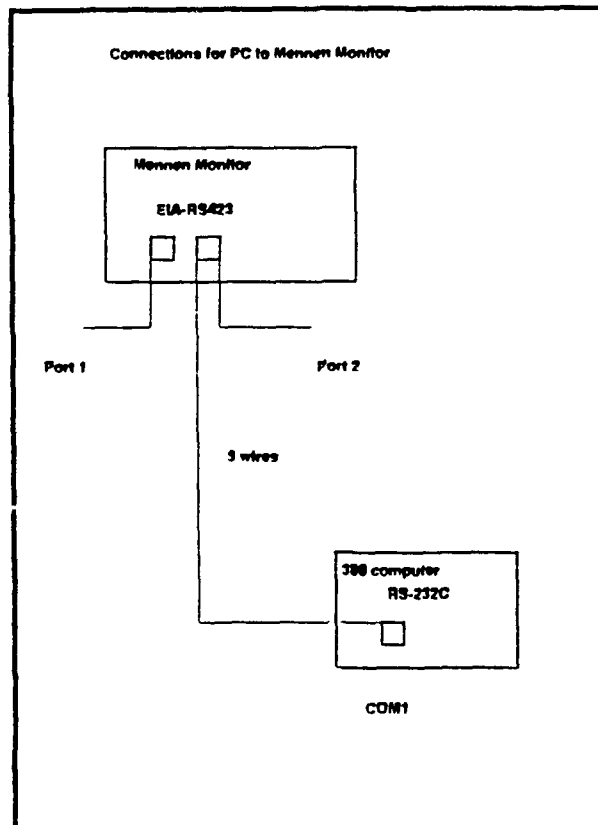 Connections for PC to Mennen Monitor
Mennen Monitor
EIA-RS423
Port 1
Port 2
3 wires
386 computer
RS-232C
COM1